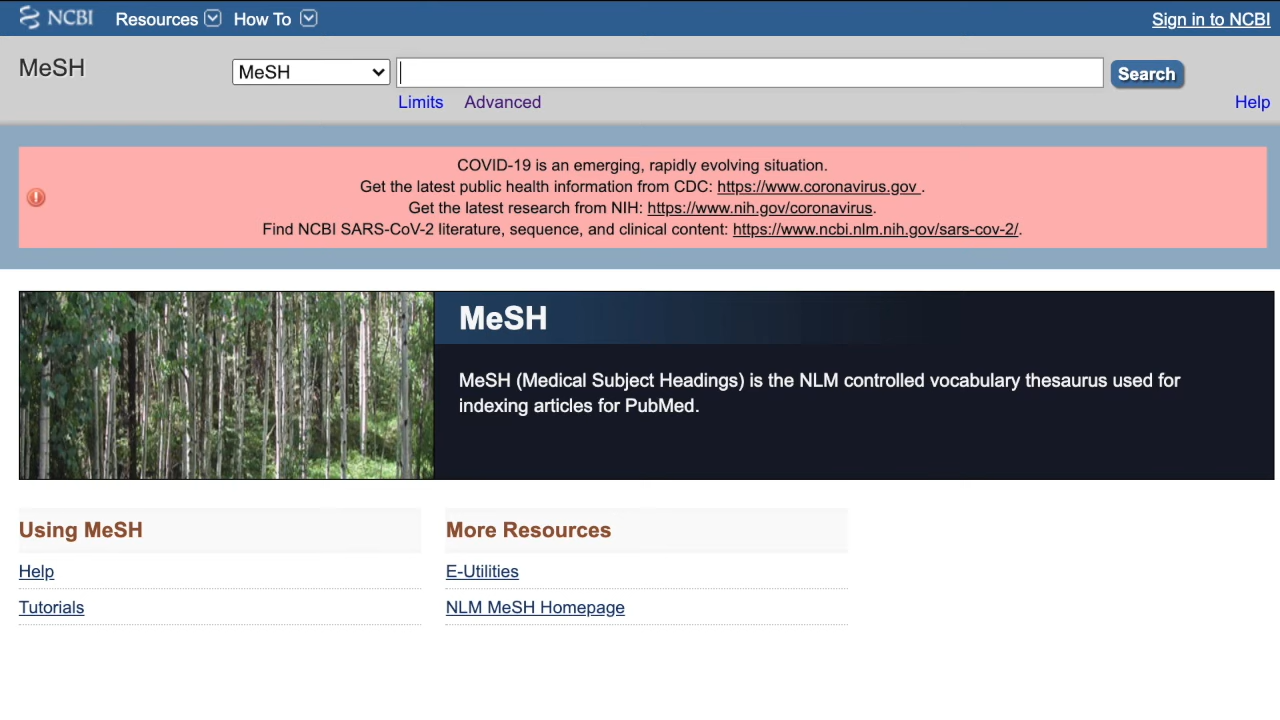 NCBI Resources How To Sign in to NCBI
MeSH MeSH Search
Limits Advanced Help
COVID-19 is an emerging, rapidly evolving situation.
Get the latest public health information from CDC: https://www.coronavirus.gov .
Get the latest research from NIH: https://www.nih.gov/coronavirus.
Find NCBI SARS-CoV-2 literature, sequence, and clinical content: https://www.ncbi.nlm.nih.gov/sars-cov-2/.
MeSH
MeSH (Medical Subject Headings) is the NLM controlled vocabulary thesaurus used for
indexing articles for PubMed.
Using MeSH
Help
Tutorials
More Resources
E-Utilities
NLM MeSH Homepage